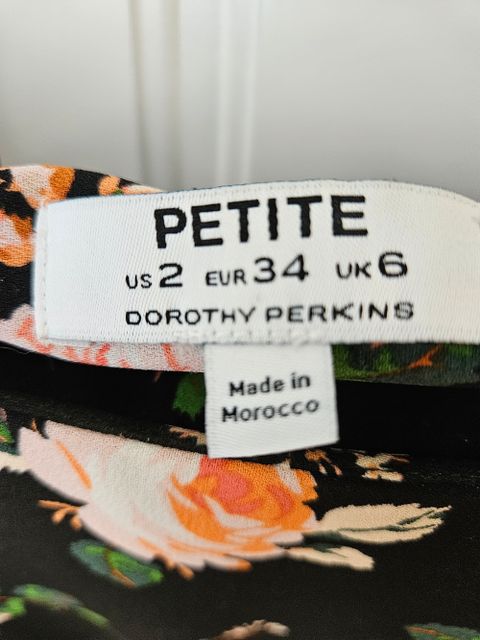 PETITE
US 2 EUR 34 UK 6
DOROTHY PERKINS
Made in
Morocco